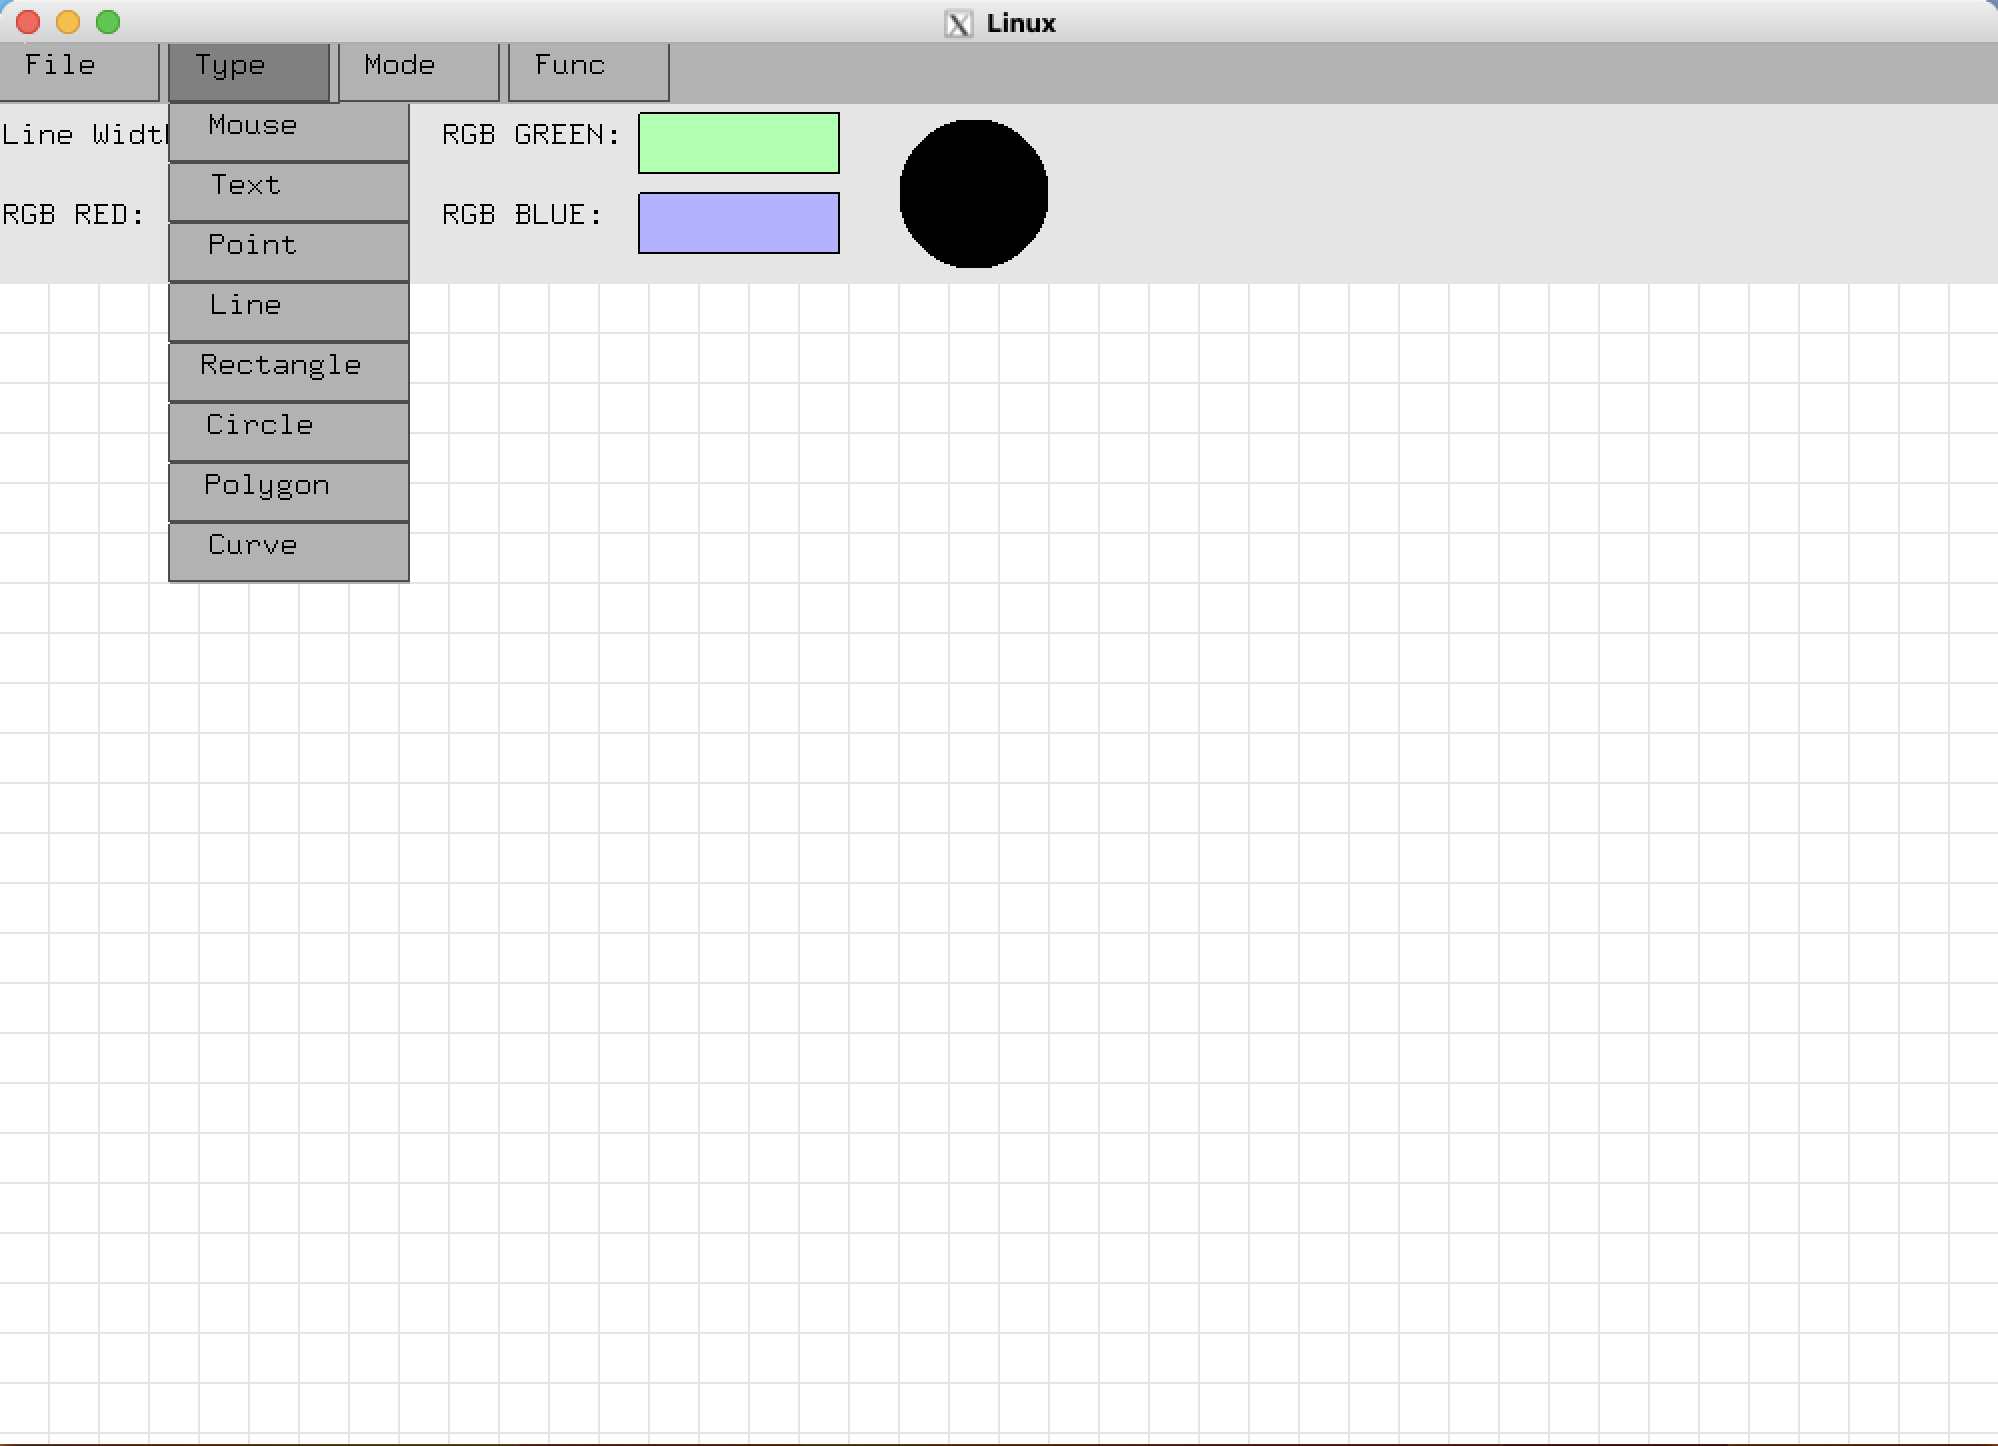 Linux
File Type Mode Func
Line Widt
RGB GREEN:
RGB RED:
RGB BLUE:
Mouse
Text
Point
Line
Rectangle
Circle
Polygon
Curve